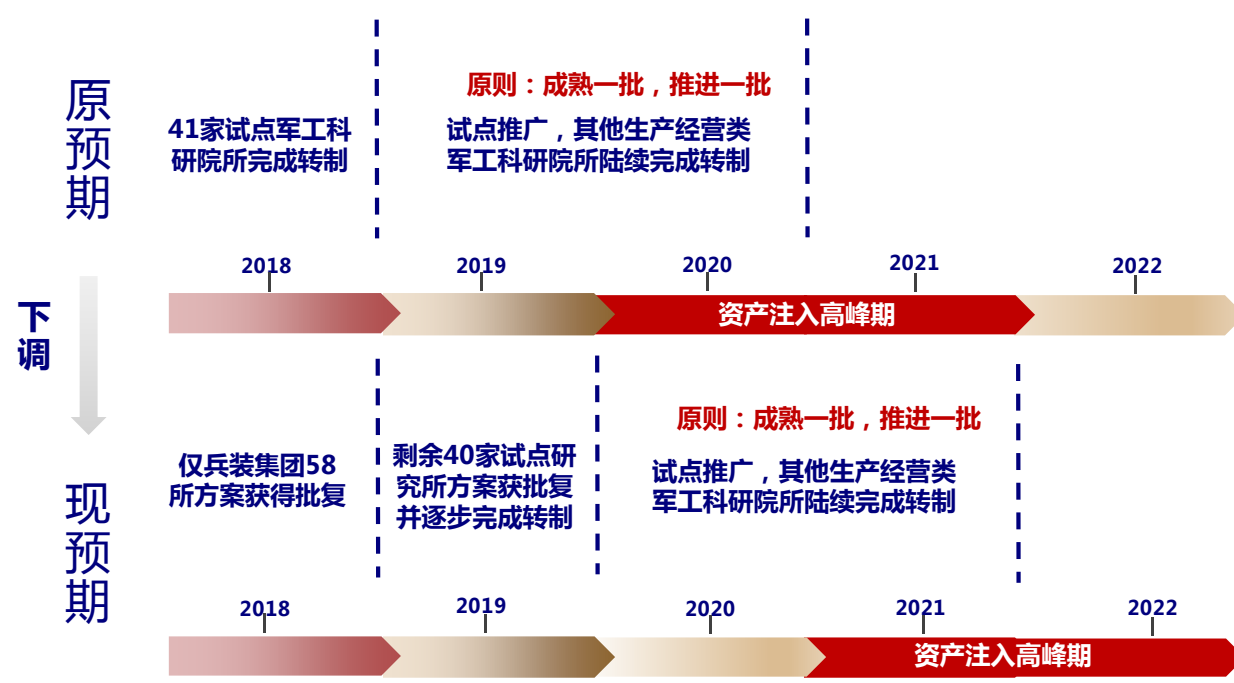 原预期
原则：成熟一批，推进一批
41家试点军工科
研院所完成转制
试点推广，其他生产经营类
军工科研院所陆续完成转制
2018
2019
2020
2021
2022
资产注入高峰期
下调
原则：成熟一批，推进一批
仅兵装集团58
所方案获得批复
剩余40家试点研
究所方案获批复
并逐步完成转制
试点推广，其他生产经营类
军工科研院所陆续完成转制
现预期
2018
2019
2020
2021
2022
资产注入高峰期